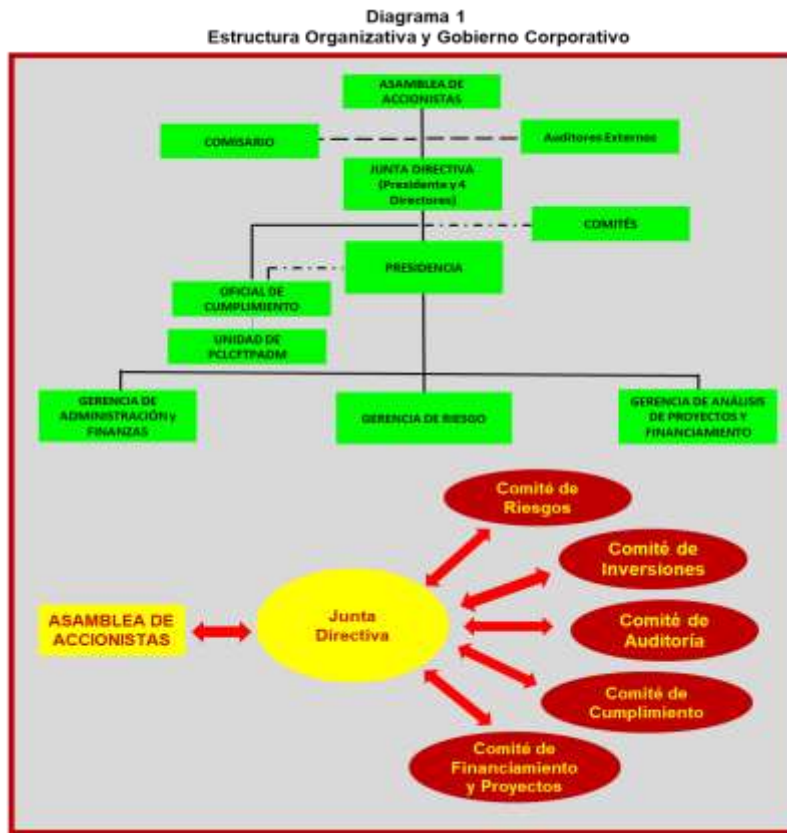 Diagrama 1
Estructura Organizativa y Gobierno Corporativo
ASAMBLEA DE
ACCIONISTAS
COMISARIO
Auditores Externos
JUNTA DIRECTIVA
(Presidente y 4
Directores)
COMITÉS
PRESIDENCIA
OFICIAL DE
CUMPLIMIENTO
UNIDAD DE
PCLCFTPADM
GERENCIA DE
ADMINISTRACIÓN y
FINANZAS
GERENCIA DE RIESGO
GERENCIA DE ANÁLISIS
DE PROYECTOS Y
FINANCIAMIENTO
Comité de
Riesgos
Comité de
Inversiones
ASAMBLEA DE
ACCIONISTAS
Junta
Directiva
Comité de
Auditoría
Comité de
Cumplimiento
Comité de
Financiamiento
y Proyectos